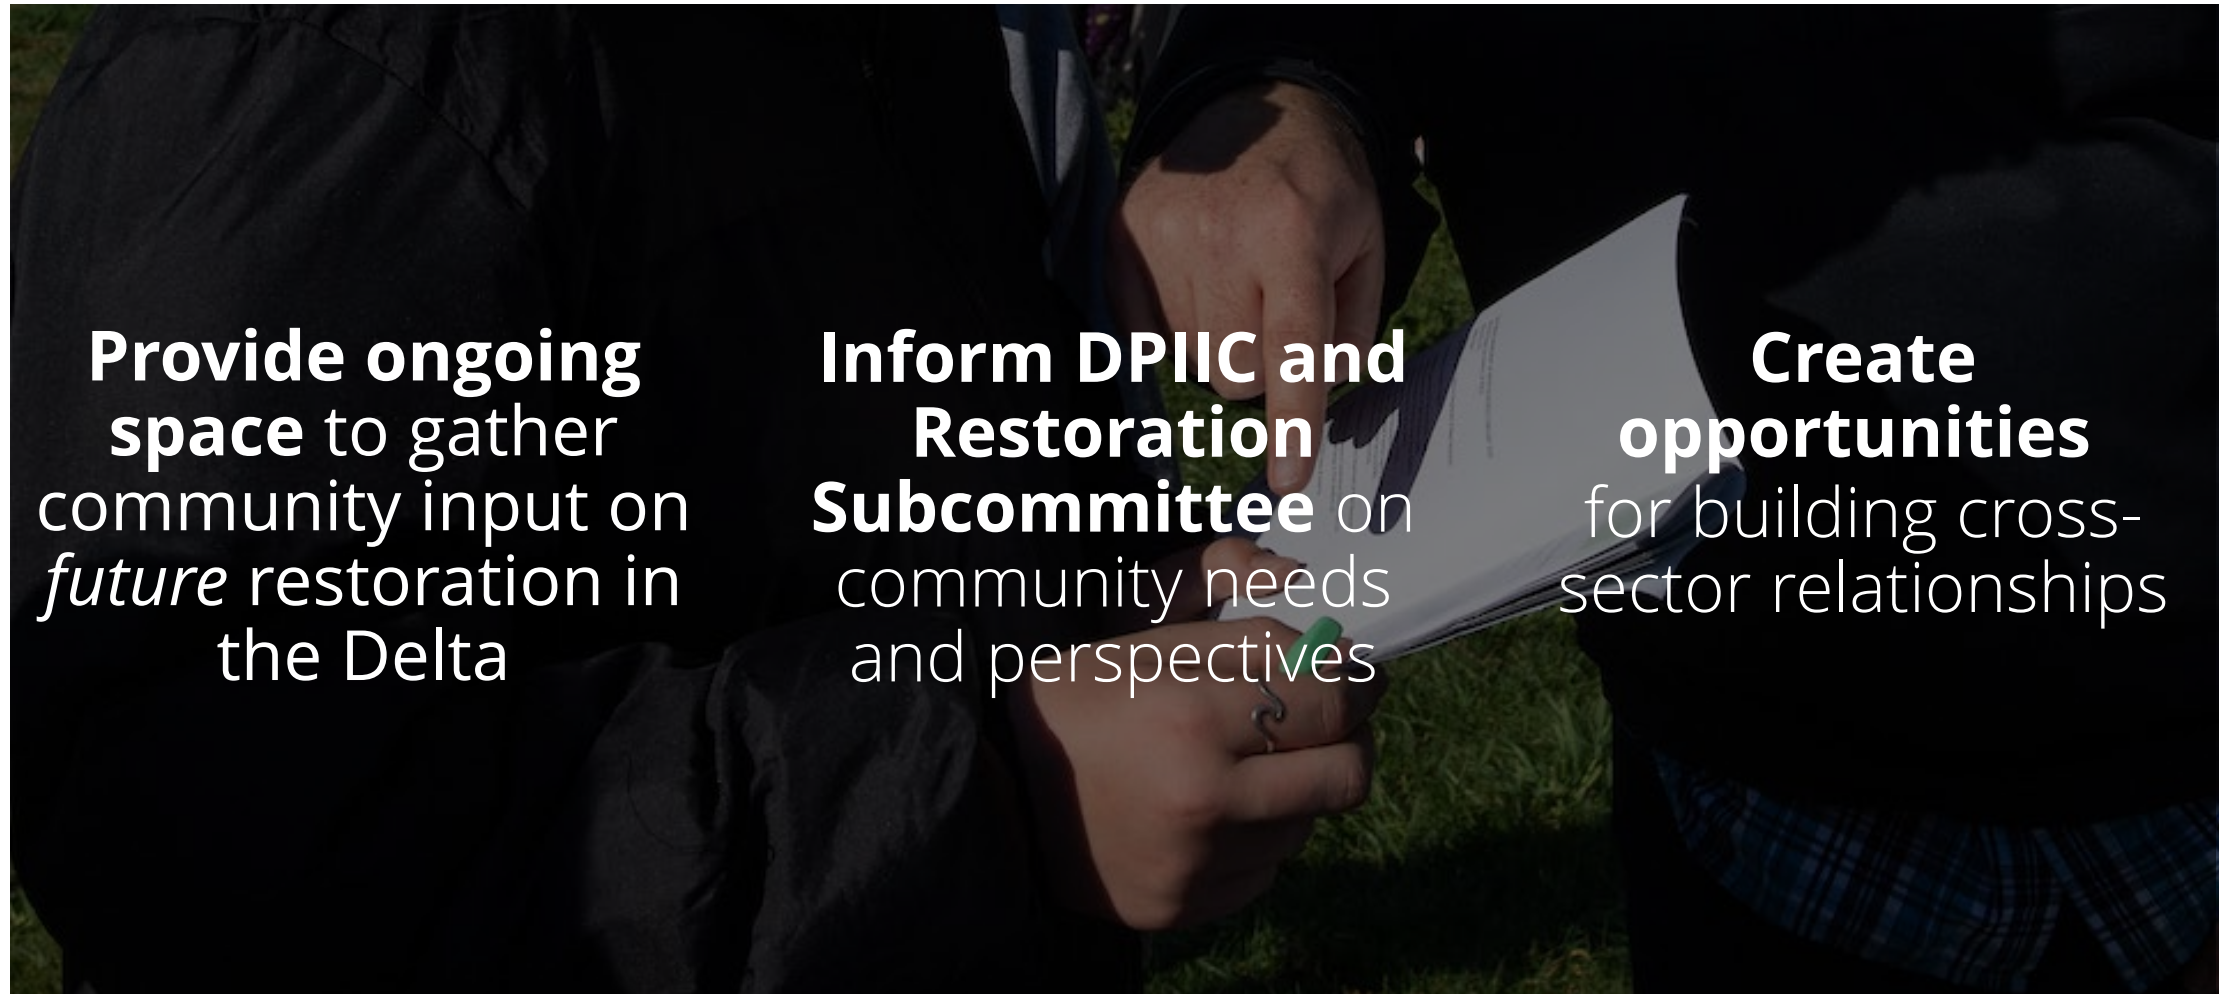 Provide ongoing
space to gather
community input on
future restoration in
the Delta
Inform DPIIC and
Restoration
Subcommittee on
community needs
and perspectives
Create
opportunities
for building cross-
sector relationships